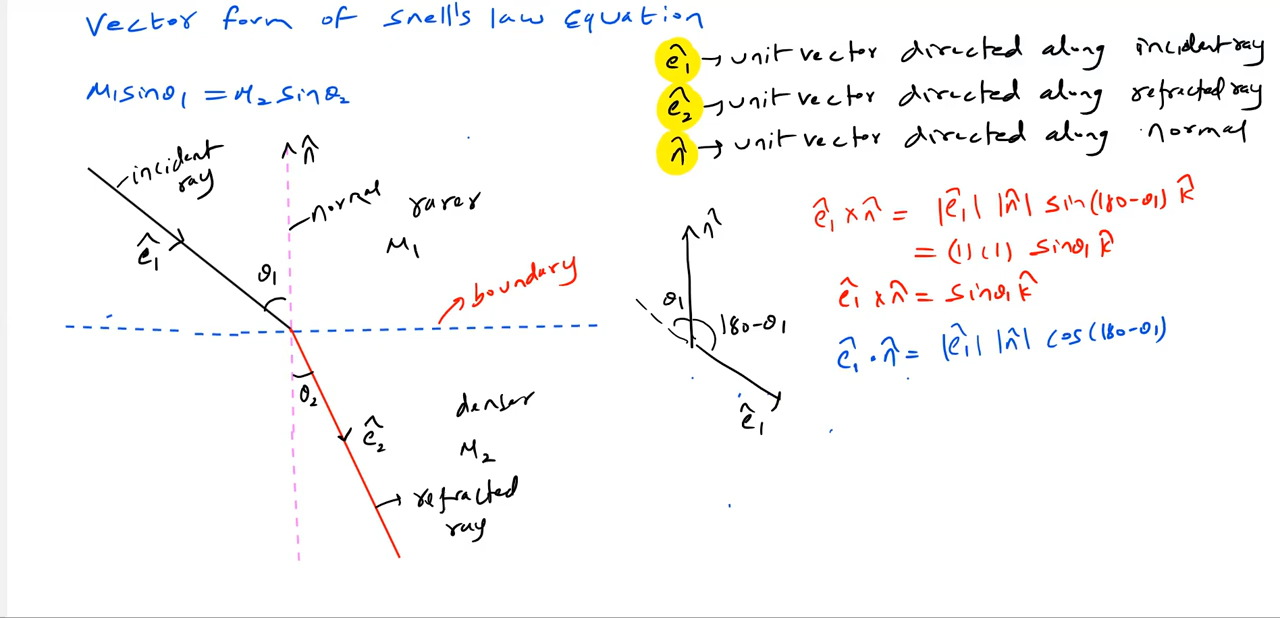 Vector form of snell's law Equation
ê₁ → unit vector directed along incident ray
ê₂ → unit vector directed along refracted ray
n̂ → unit vector directed along normal
μ₁sinθ₁ = μ₂ sinθ₂
incident ray
n̂
normal
rarer
μ₁
ê₁
θ₁
boundary
θ₂
ê₂
denser
μ₂
refracted ray
n̂
θ₁
180-θ₁
ê₁
ê₁ × n̂ = |ê₁| |n̂| sin(180-θ₁) k̂
= (1) (1) sinθ₁ k̂
ê₁ × n̂ = sinθ₁ k̂
ê₁ . n̂ = |ê₁| |n̂| cos(180-θ₁)